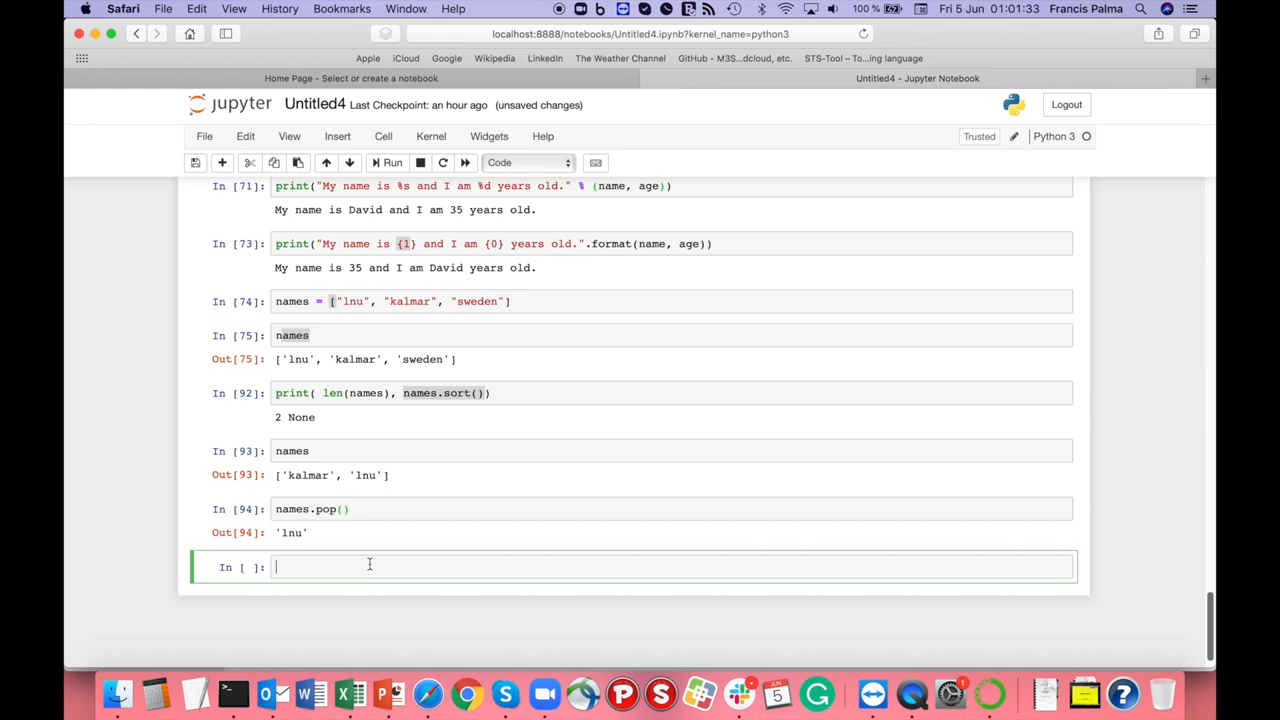 Safari File Edit View History Bookmarks Window Help 100 % Fri 5 Jun 01:01:33 Francis Palma
localhost:8888/notebooks/Untitled4.ipynb?kernel_name=python3
Apple iCloud Google Wikipedia LinkedIn The Weather Channel GitHub - M3S...dcloud, etc. STS-Tool – To...ing language
Home Page - Select or create a notebook Untitled4 - Jupyter Notebook
jupyter Untitled4 Last Checkpoint: an hour ago (unsaved changes) Logout
File Edit View Insert Cell Kernel Widgets Help Trusted Python 3
Run Code
In [71]: print("My name is %s and I am %d years old." % (name, age))
My name is David and I am 35 years old.
In [73]: print("My name is {1} and I am {0} years old.".format(name, age))
My name is 35 and I am David years old.
In [74]: names = ["lnu", "kalmar", "sweden"]
In [75]: names
Out[75]: ['lnu', 'kalmar', 'sweden']
In [92]: print( len(names), names.sort())
2 None
In [93]: names
Out[93]: ['kalmar', 'lnu']
In [94]: names.pop()
Out[94]: 'lnu'
In [ ]: